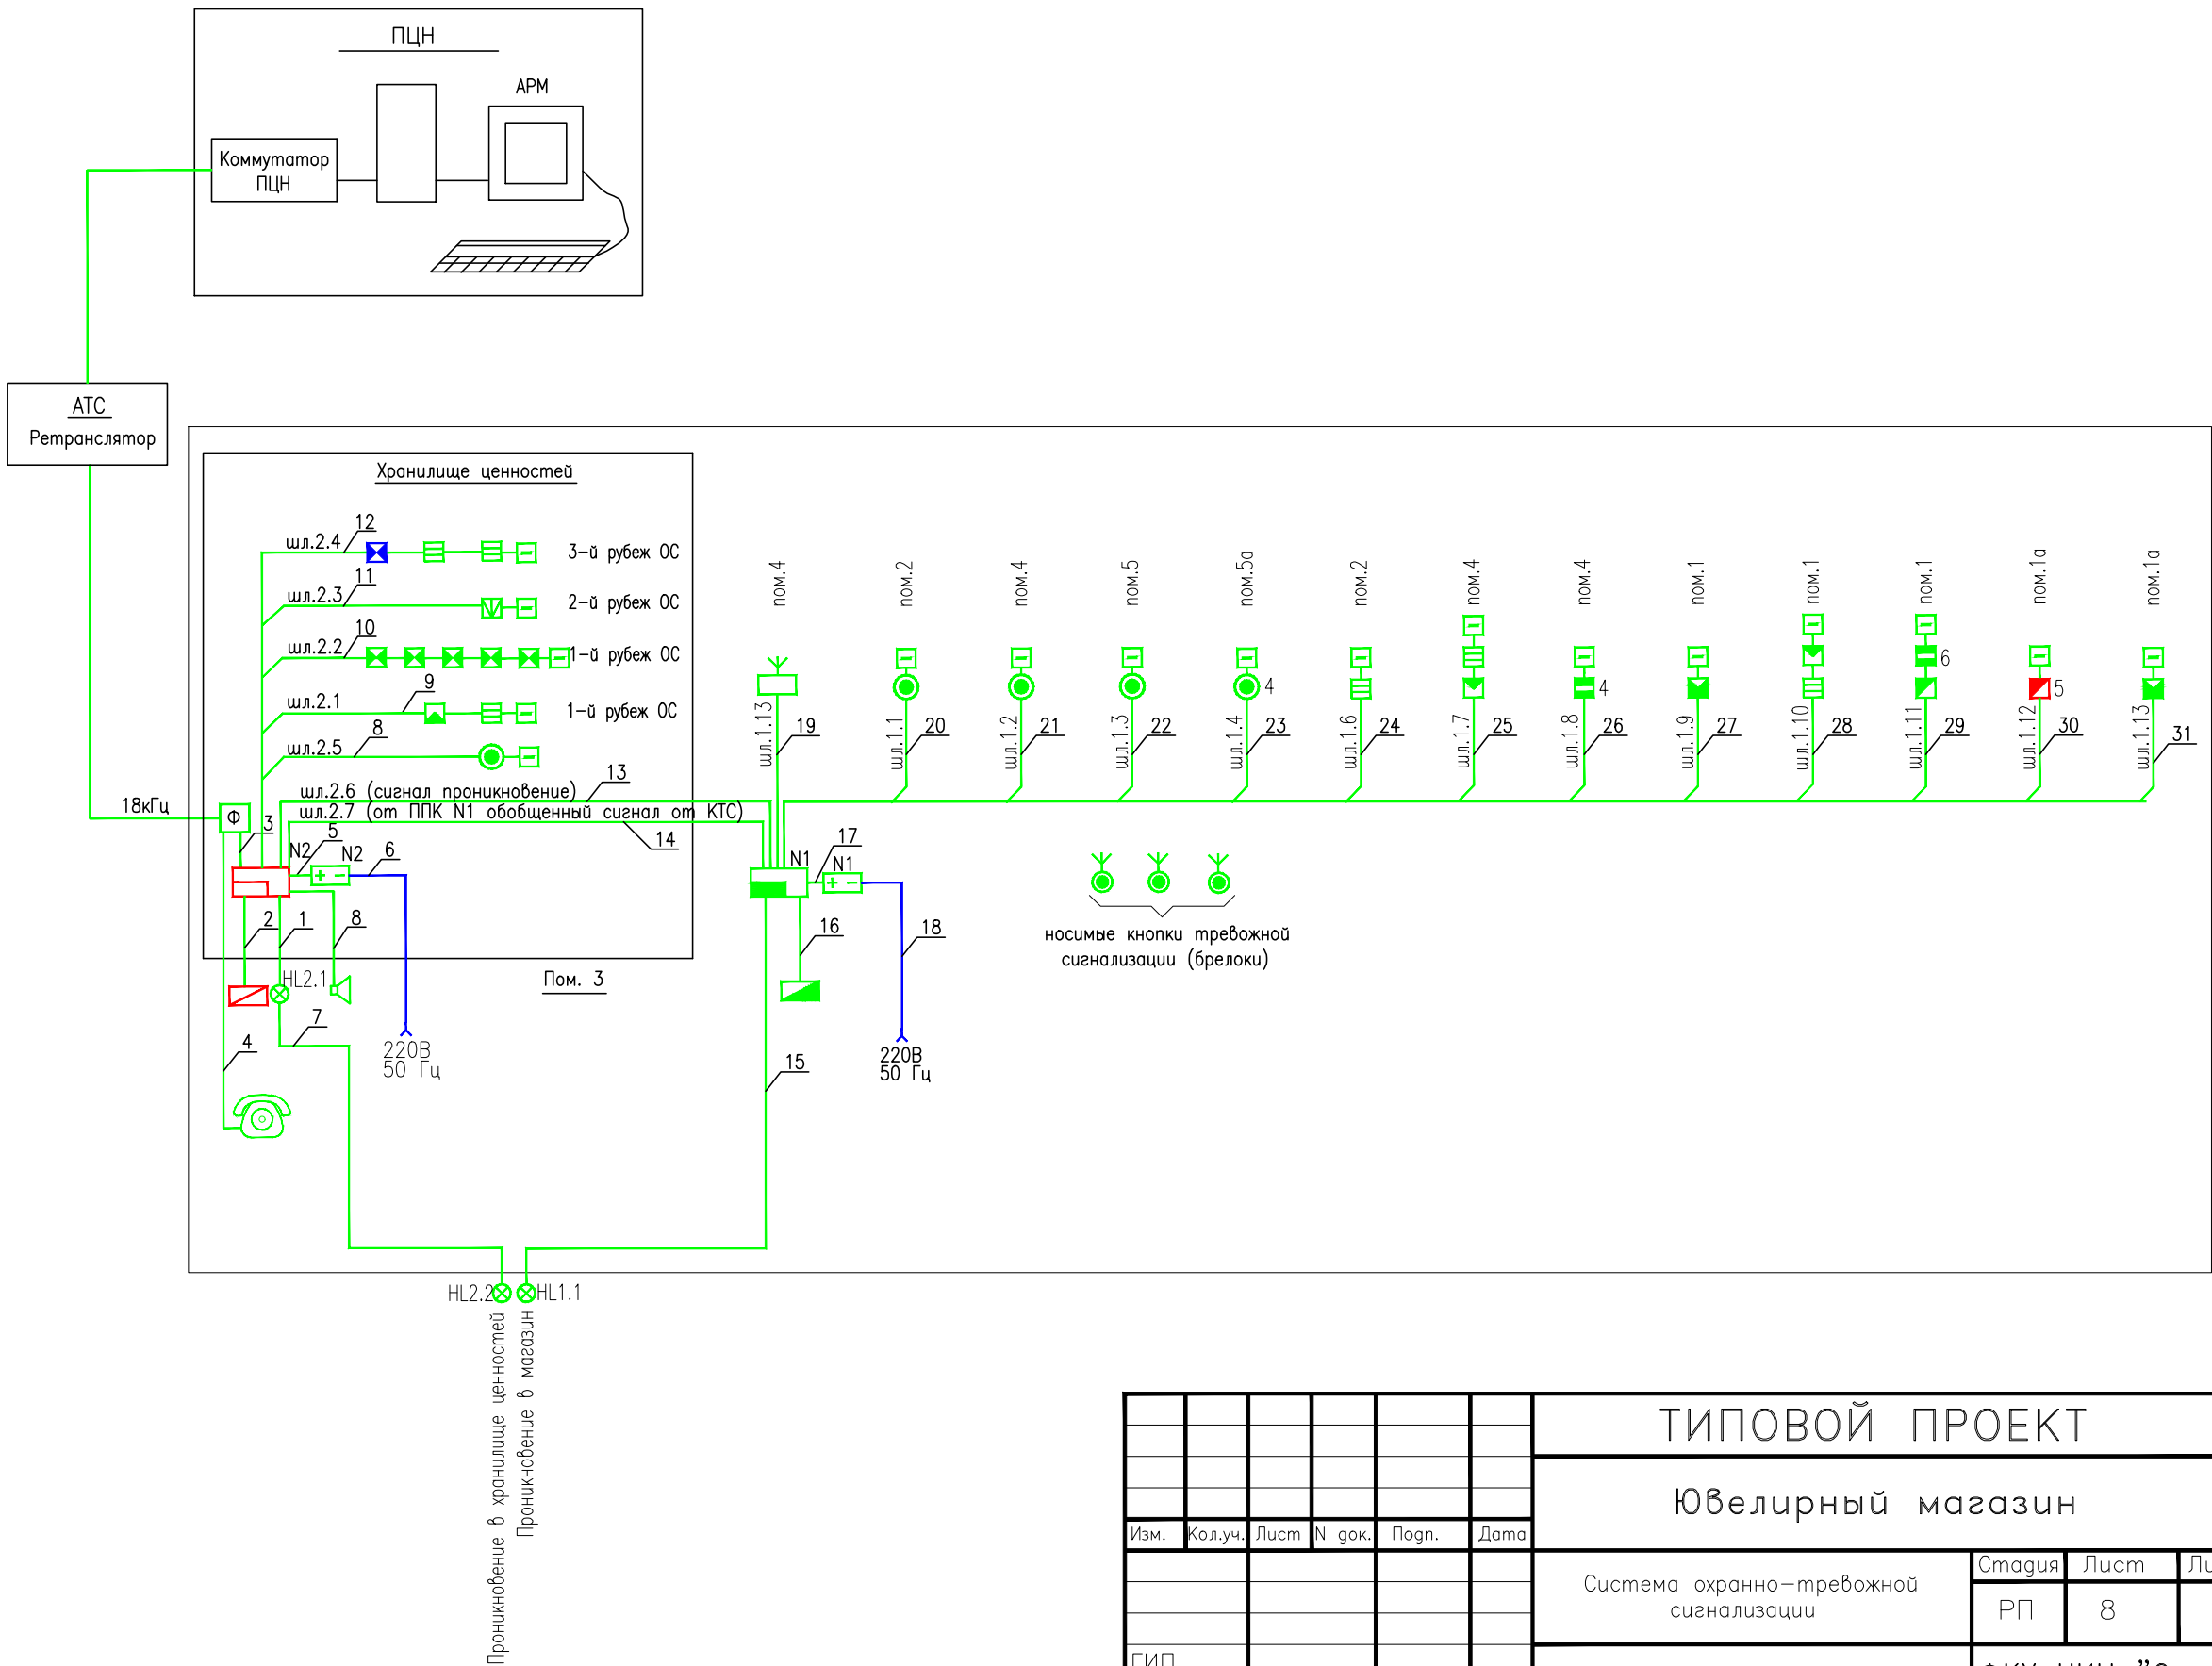 ПЦН
АРМ
Коммутатор
ПЦН
АТС
Ретранслятор
Хранилище ценностей
шл.2.4
12
3-й рубеж ОС
шл.2.3
11
2-й рубеж ОС
шл.2.2
10
1-й рубеж ОС
шл.2.1
9
1-й рубеж ОС
шл.2.5
8
шл.2.6 (сигнал проникновение)
13
шл.2.7 (от ППК N1 обобщенный сигнал от КТС)
14
18кГц
Ф
3
N2
5
N2
6
2
1
8
HL2.1
Пом. 3
7
4
220В
50 Гц
пом.4
шл.1.13
19
пом.2
шл.1.1
20
пом.4
шл.1.2
21
пом.5
шл.1.3
22
пом.5а
4
шл.1.4
23
пом.2
шл.1.6
24
пом.4
шл.1.7
25
пом.4
4
шл.1.8
26
пом.1
шл.1.9
27
пом.1
шл.1.10
28
пом.1
6
шл.1.11
29
пом.1а
5
шл.1.12
30
пом.1а
шл.1.13
31
N1
17
N1
16
18
15
220В
50 Гц
носимые кнопки тревожной
сигнализации (брелоки)
HL2.2
HL1.1
Проникновение в хранилище ценностей
Проникновение в магазин
ТИПОВОЙ ПРОЕКТ
Ювелирный магазин
Изм. Кол.уч. Лист N док. Подп. Дата
Система охранно-тревожной
сигнализации
Стадия Лист
РП 8
ГИП